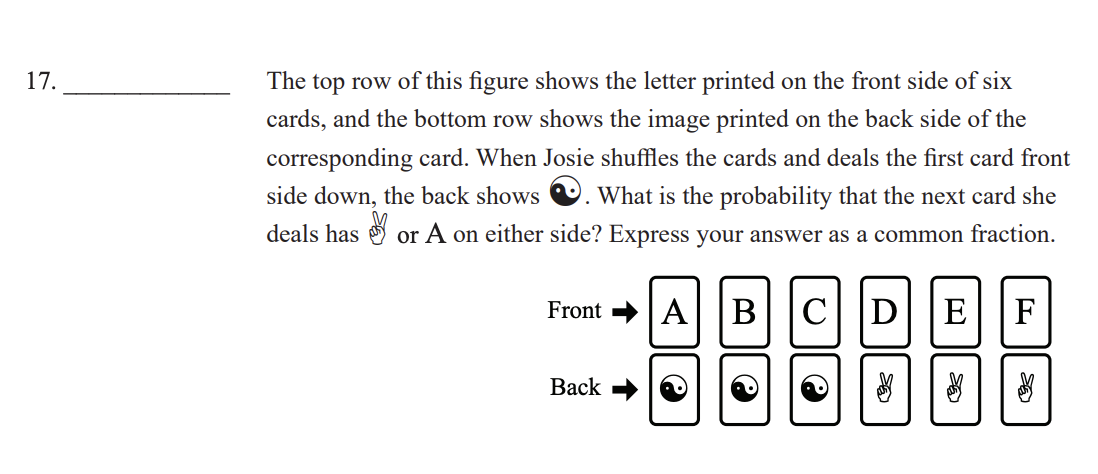 17. ______________ The top row of this figure shows the letter printed on the front side of six
cards, and the bottom row shows the image printed on the back side of the
corresponding card. When Josie shuffles the cards and deals the first card front
side down, the back shows ☯. What is the probability that the next card she
deals has ✌ or A on either side? Express your answer as a common fraction.
Front ➡ A B C D E F
Back ➡ ☯ ☯ ☯ ✌ ✌ ✌